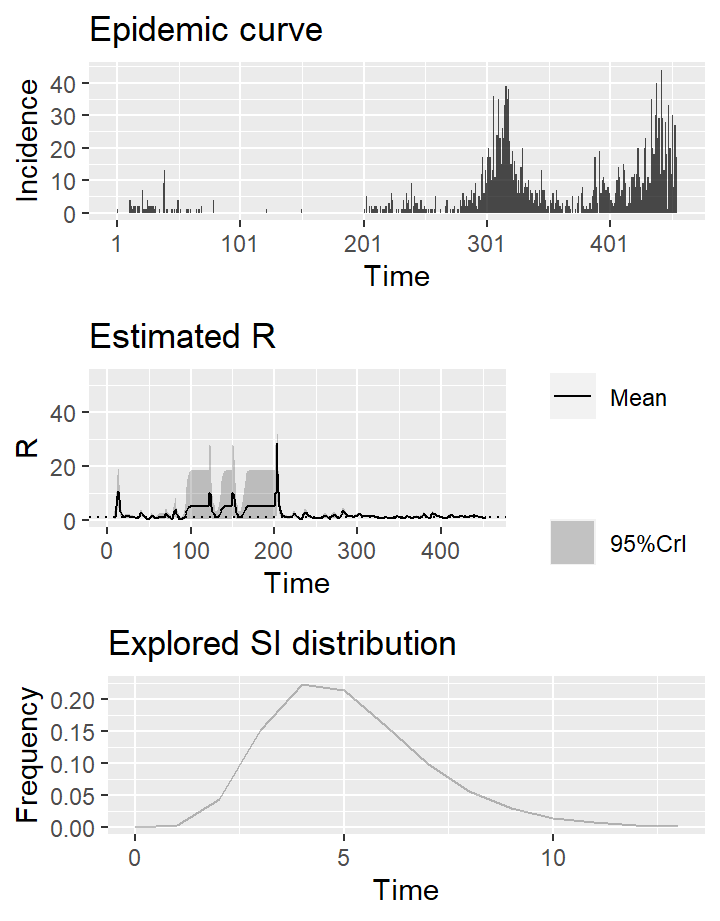 Epidemic curve
Incidence
40
30
20
10
0
1 101 201 301 401
Time
Estimated R
R
40
20
0
0 100 200 300 400
Time
Mean
95%CrI
Explored SI distribution
Frequency
0.20
0.15
0.10
0.05
0.00
0 5 10
Time